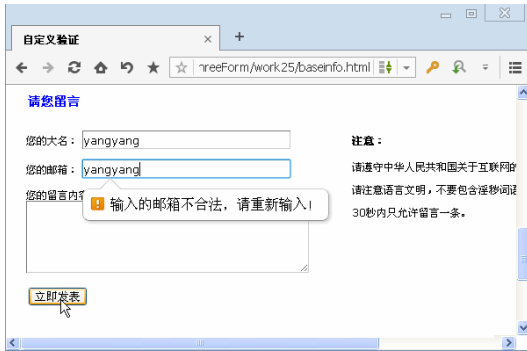 自定义验证
hreeForm/work25/baseinfo.html
请您留言
您的大名： yangyang
注意：
您的邮箱： yangyang
请遵守中华人民共和国关于互联网的
您的留言内
输入的邮箱不合法，请重新输入！
请注意语言文明，不要包含淫秽词语
30秒内只允许留言一条。
立即发表